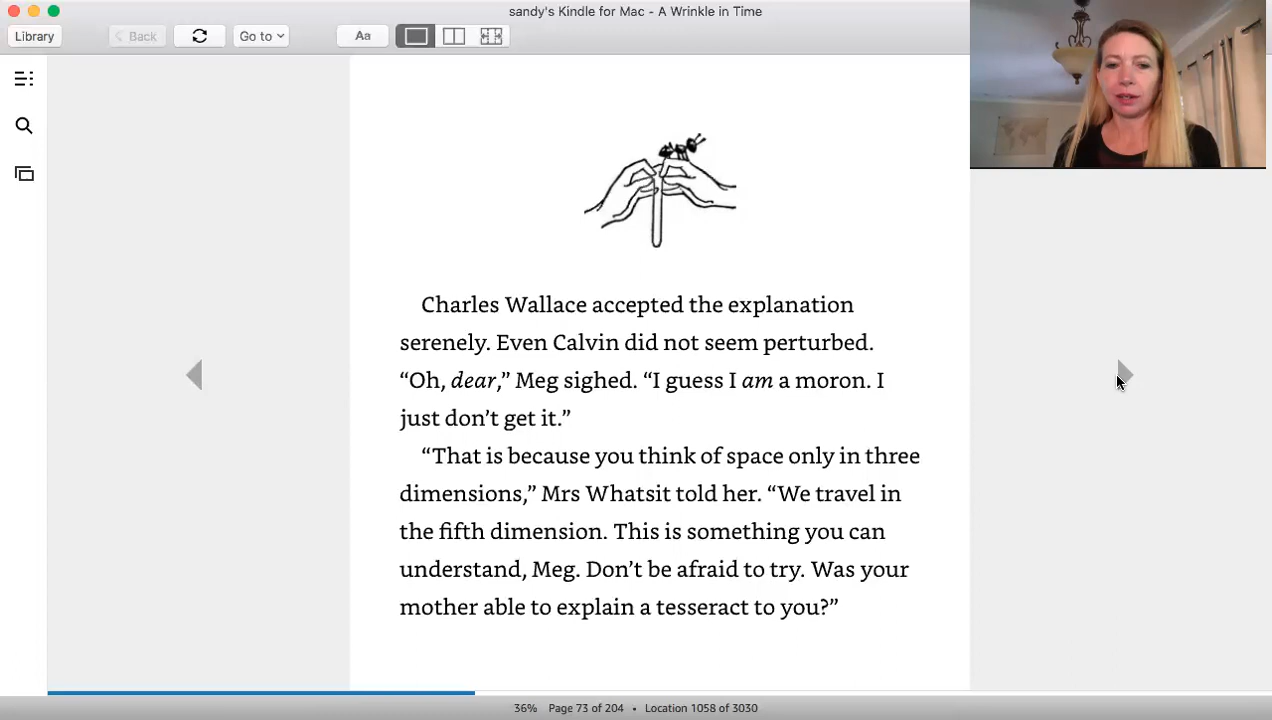 sandy's Kindle for Mac - A Wrinkle in Time
Library
Back
Go to
Aa
Charles Wallace accepted the explanation
serenely. Even Calvin did not seem perturbed.
“Oh, dear,” Meg sighed. “I guess I am a moron. I
just don’t get it.”
“That is because you think of space only in three
dimensions,” Mrs Whatsit told her. “We travel in
the fifth dimension. This is something you can
understand, Meg. Don’t be afraid to try. Was your
mother able to explain a tesseract to you?”
36% Page 73 of 204 • Location 1058 of 3030